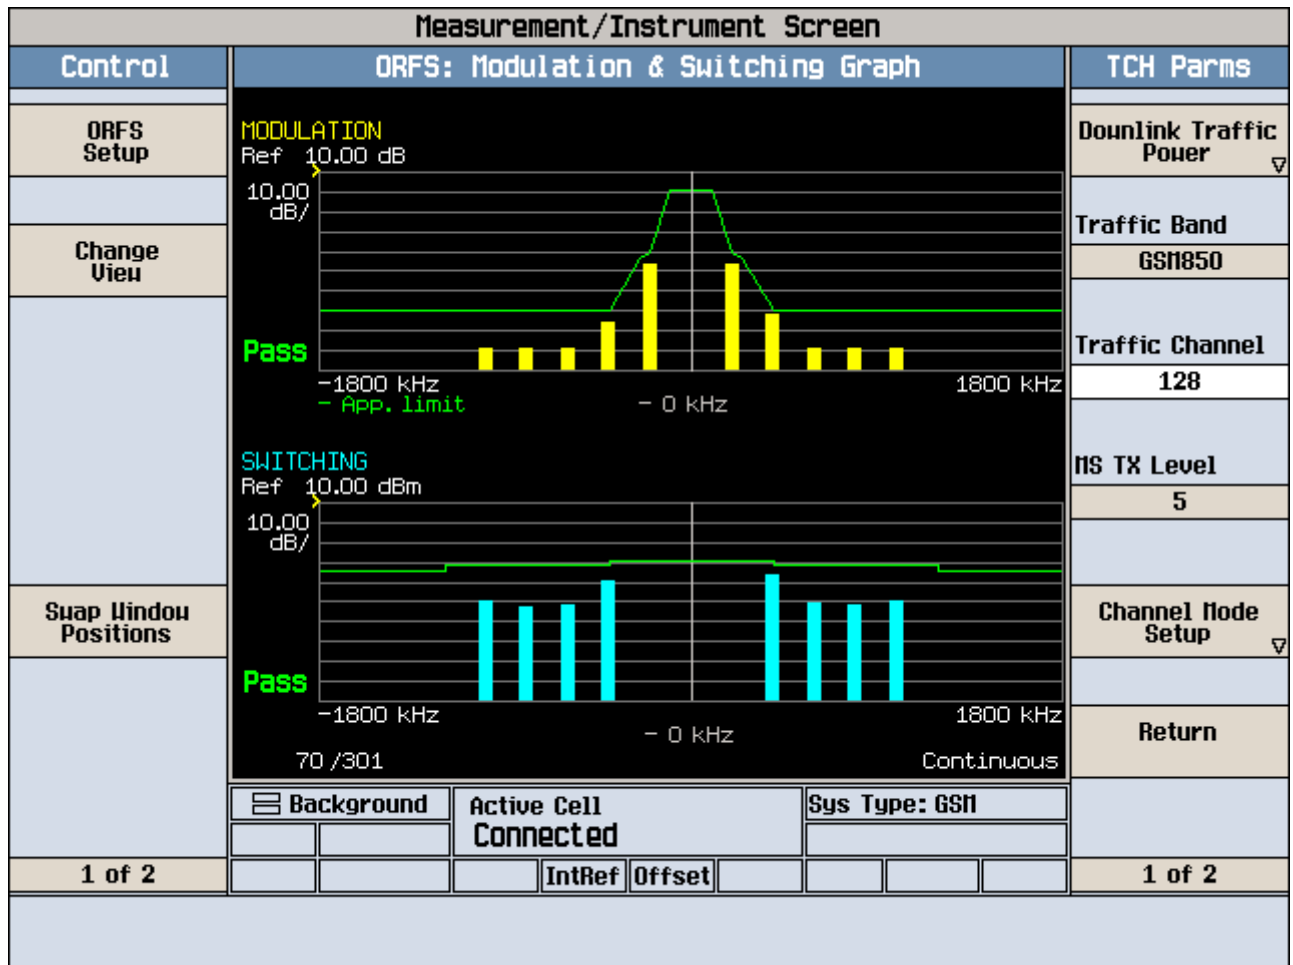 Measurement/Instrument Screen
Control
ORFS: Modulation & Switching Graph
TCH Parms
ORFS
Setup
Change
View
Swap Window
Positions
1 of 2
MODULATION
Ref 10.00 dB
10.00
dB/
Pass
-1800 kHz
1800 kHz
- App. limit
- 0 kHz
SWITCHING
Ref 10.00 dBm
10.00
dB/
Pass
-1800 kHz
1800 kHz
- 0 kHz
70 /301
Continuous
Background
Active Cell
Connected
Sys Type: GSM
IntRef
Offset
Downlink Traffic
Power
Traffic Band
GSM850
Traffic Channel
128
MS TX Level
5
Channel Mode
Setup
Return
1 of 2